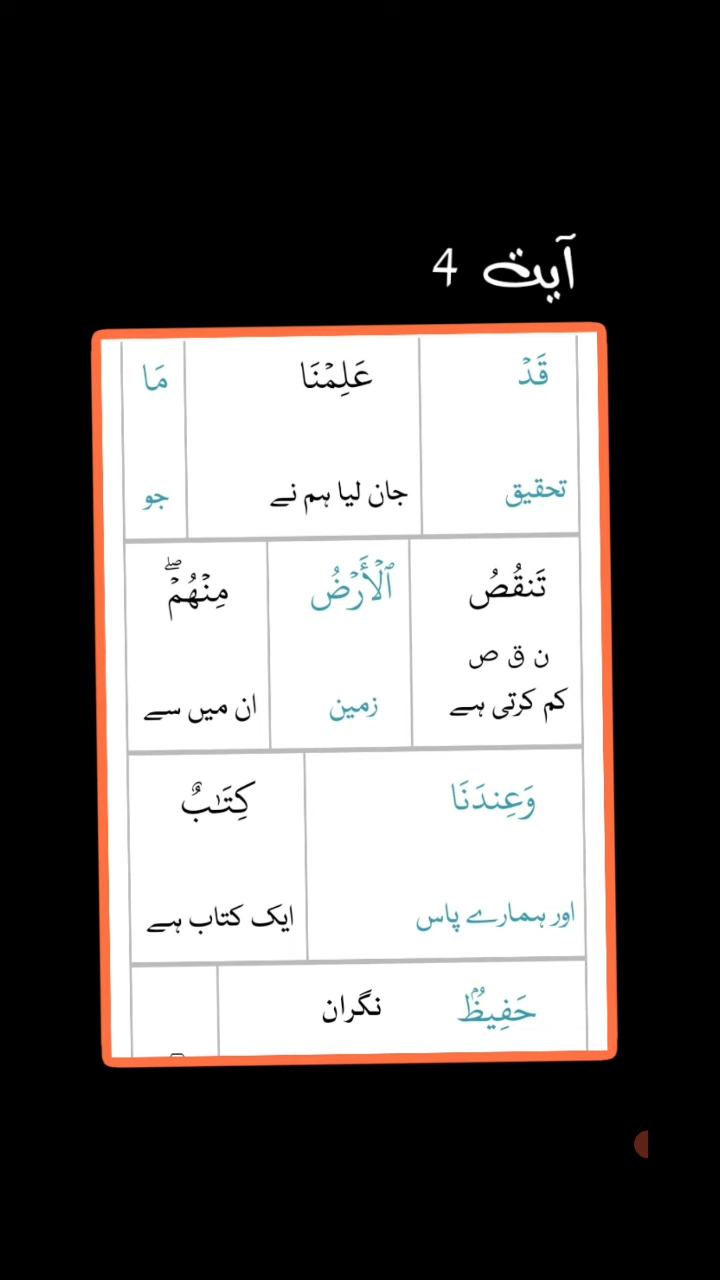 آیت 4
قَدۡ عَلِمۡنَا مَا
تحقیق جان لیا ہم نے جو
تَنقُصُ ٱلۡأَرۡضُ مِنۡهُمۡۖ
ن ق ص
کم کرتی ہے زمین ان میں سے
وَعِندَنَا كِتَٰبٌ
اور ہمارے پاس ایک کتاب ہے
حَفِيظُۢ نگران